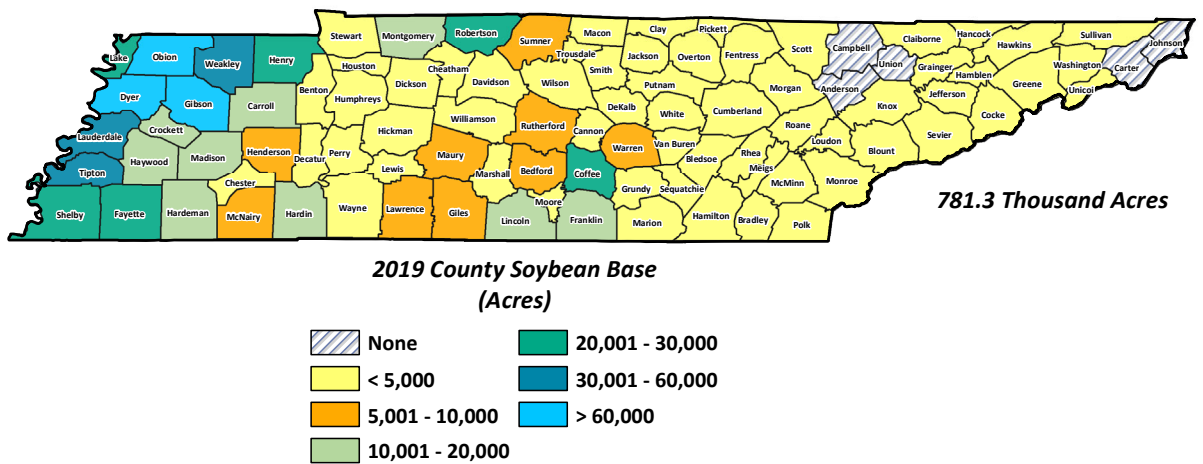 Stewart
Montgomery
Robertson
Sumner
Macon
Clay
Pickett
Scott
Campbell
Claiborne
Hancock
Hawkins
Sullivan
Johnson
Lake
Obion
Weakley
Henry
Houston
Cheatham
Davidson
Trousdale
Smith
Jackson
Overton
Fentress
Union
Grainger
Hamblen
Washington
Carter
Unicoi
Dyer
Gibson
Carroll
Benton
Humphreys
Dickson
Wilson
Putnam
Morgan
Anderson
Knox
Jefferson
Greene
Cocke
Lauderdale
Crockett
Hickman
Williamson
Rutherford
Cannon
DeKalb
White
Cumberland
Roane
Loudon
Blount
Sevier
Tipton
Haywood
Madison
Henderson
Decatur
Perry
Lewis
Maury
Marshall
Bedford
Coffee
Warren
Van Buren
Bledsoe
Rhea
Meigs
McMinn
Monroe
Chester
Moore
Grundy
Sequatchie
Shelby
Fayette
Hardeman
McNairy
Hardin
Wayne
Lawrence
Giles
Lincoln
Franklin
Marion
Hamilton
Bradley
Polk
781.3 Thousand Acres
2019 County Soybean Base
(Acres)
None
< 5,000
5,001 - 10,000
10,001 - 20,000
20,001 - 30,000
30,001 - 60,000
> 60,000